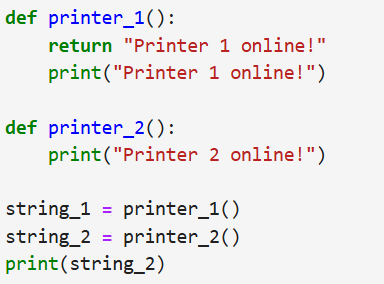 def printer_1():
    return "Printer 1 online!"
    print("Printer 1 online!")

def printer_2():
    print("Printer 2 online!")

string_1 = printer_1()
string_2 = printer_2()
print(string_2)